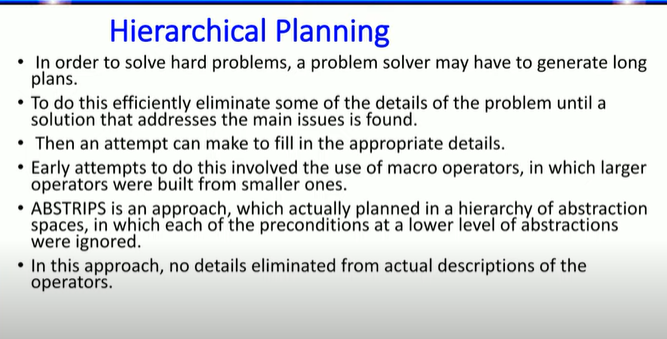 Hierarchical Planning
• In order to solve hard problems, a problem solver may have to generate long
plans.
• To do this efficiently eliminate some of the details of the problem until a
solution that addresses the main issues is found.
• Then an attempt can make to fill in the appropriate details.
• Early attempts to do this involved the use of macro operators, in which larger
operators were built from smaller ones.
• ABSTRIPS is an approach, which actually planned in a hierarchy of abstraction
spaces, in which each of the preconditions at a lower level of abstractions
were ignored.
• In this approach, no details eliminated from actual descriptions of the
operators.